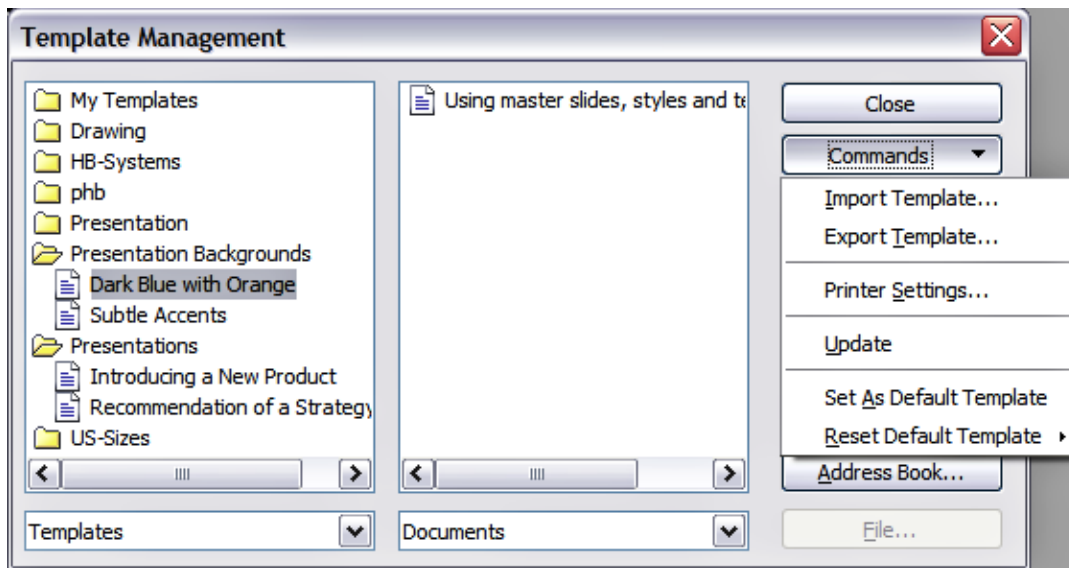 Template Management
My Templates
Drawing
HB-Systems
phb
Presentation
Presentation Backgrounds
Dark Blue with Orange
Subtle Accents
Presentations
Introducing a New Product
Recommendation of a Strategy
US-Sizes
Templates
Using master slides, styles and te
Documents
Close
Commands
Import Template...
Export Template...
Printer Settings...
Update
Set As Default Template
Reset Default Template
Address Book...
File...